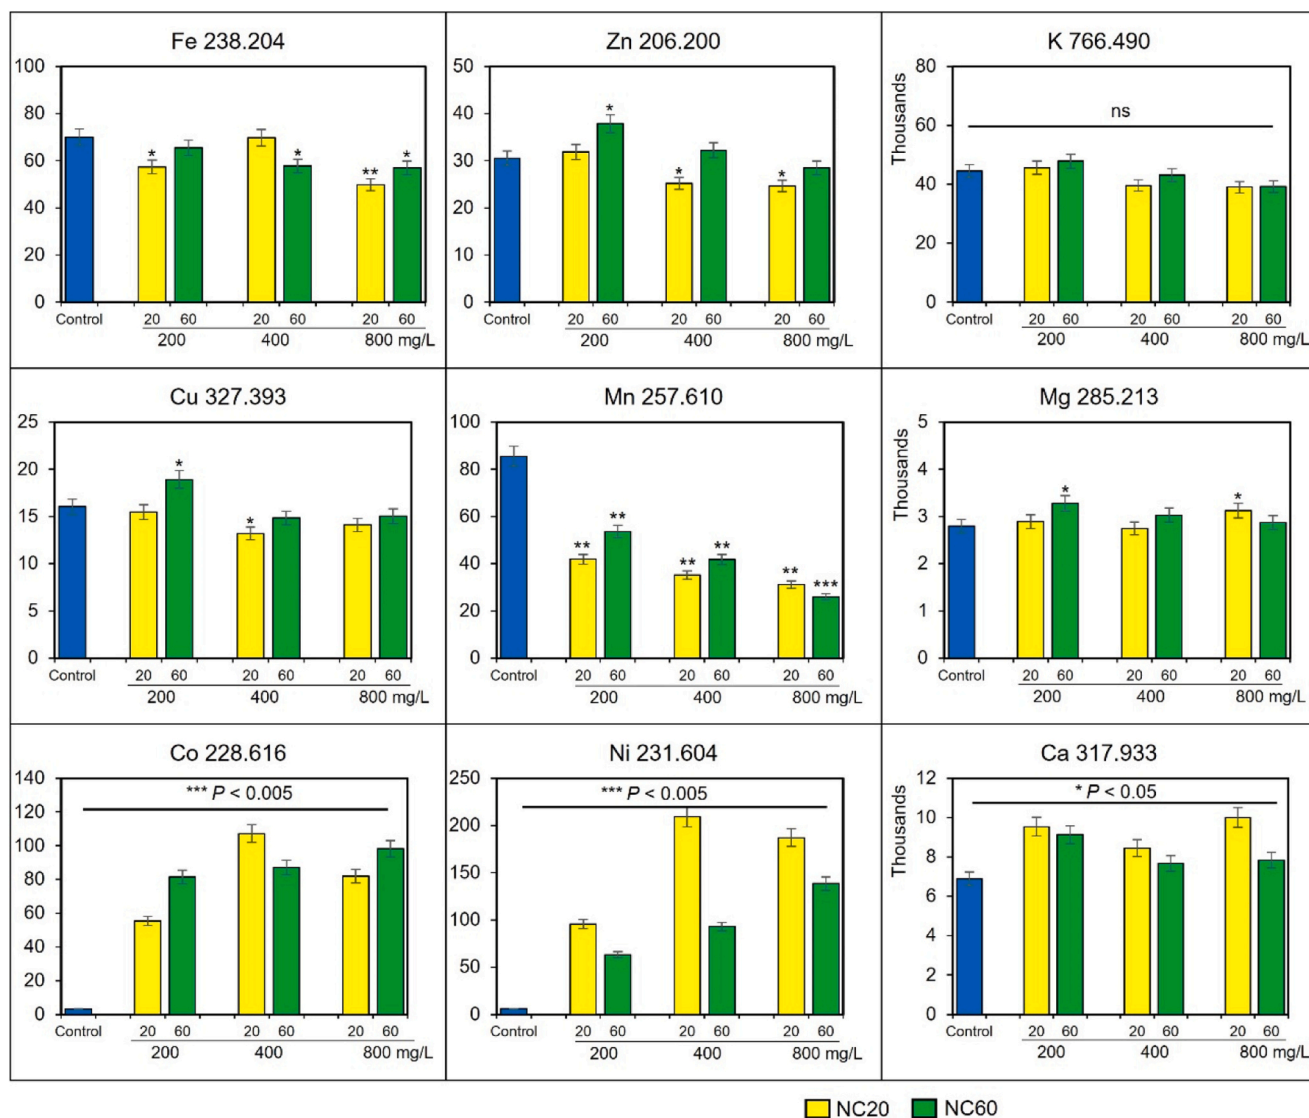 Fe 238.204
100
80
60
40
20
0
* * ** *
Control 20 60 20 60 20 60
200 400 800 mg/L
Zn 206.200
50
40
30
20
10
0
* * *
Control 20 60 20 60 20 60
200 400 800 mg/L
K 766.490
Thousands
80
60
40
20
0
ns
Control 20 60 20 60 20 60
200 400 800 mg/L
Cu 327.393
25
20
15
10
5
0
* *
Control 20 60 20 60 20 60
200 400 800 mg/L
Mn 257.610
100
80
60
40
20
0
** ** ** ** ** ***
Control 20 60 20 60 20 60
200 400 800 mg/L
Mg 285.213
Thousands
5
4
3
2
1
0
* *
Control 20 60 20 60 20 60
200 400 800 mg/L
Co 228.616
140
120
100
80
60
40
20
0
*** P < 0.005
Control 20 60 20 60 20 60
200 400 800 mg/L
Ni 231.604
250
200
150
100
50
0
*** P < 0.005
Control 20 60 20 60 20 60
200 400 800 mg/L
Ca 317.933
Thousands
12
10
8
6
4
2
0
* P < 0.05
Control 20 60 20 60 20 60
200 400 800 mg/L
NC20 NC60